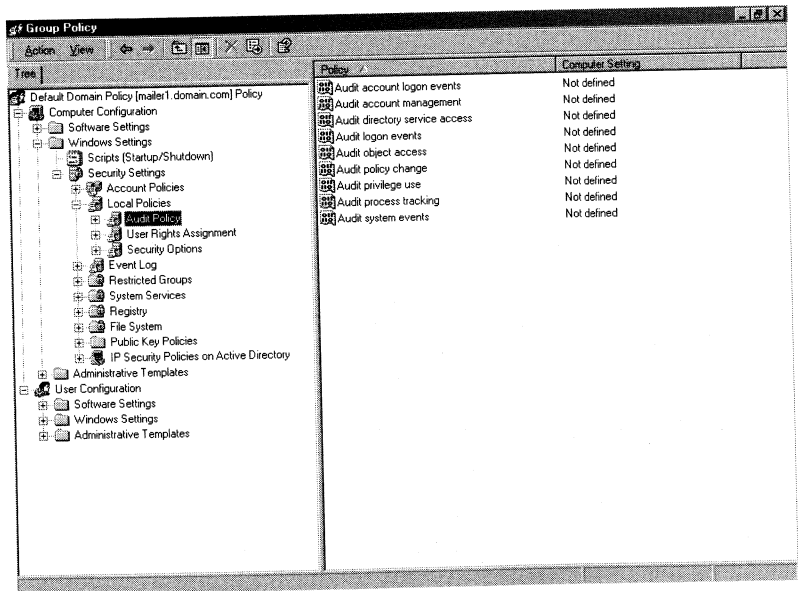 Group Policy
Action View
Tree
Policy Computer Setting
Default Domain Policy [mailer1.domain.com] Policy
Computer Configuration
Software Settings
Windows Settings
Scripts (Startup/Shutdown)
Security Settings
Account Policies
Local Policies
Audit Policy
User Rights Assignment
Security Options
Event Log
Restricted Groups
System Services
Registry
File System
Public Key Policies
IP Security Policies on Active Directory
Administrative Templates
User Configuration
Software Settings
Windows Settings
Administrative Templates
Audit account logon events Not defined
Audit account management Not defined
Audit directory service access Not defined
Audit logon events Not defined
Audit object access Not defined
Audit policy change Not defined
Audit privilege use Not defined
Audit process tracking Not defined
Audit system events Not defined